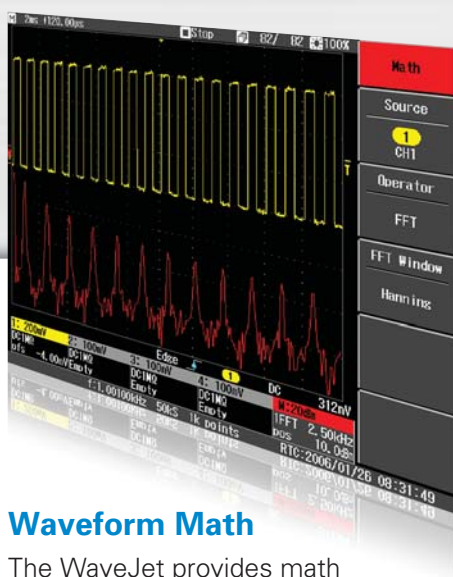 2ms +120.00µs Stop 82/ 82 100%
Math
Source
1
CH1
Operator
FFT
FFT Window
Hanning
T
1: 200mV 2: 100mV 3: 100mV 4: 100mV
Edge 1 DC 312mV
DC1MΩ DC1MΩ DC1MΩ DC1MΩ
ofs -4.00mV Empty Empty Empty
f:1.00100kHz 50kS 1k points
M:20dB
1FFT 2.50kHz
pos 10.0dB
RTC:2006/01/26 08:31:49
Waveform Math
The WaveJet provides math